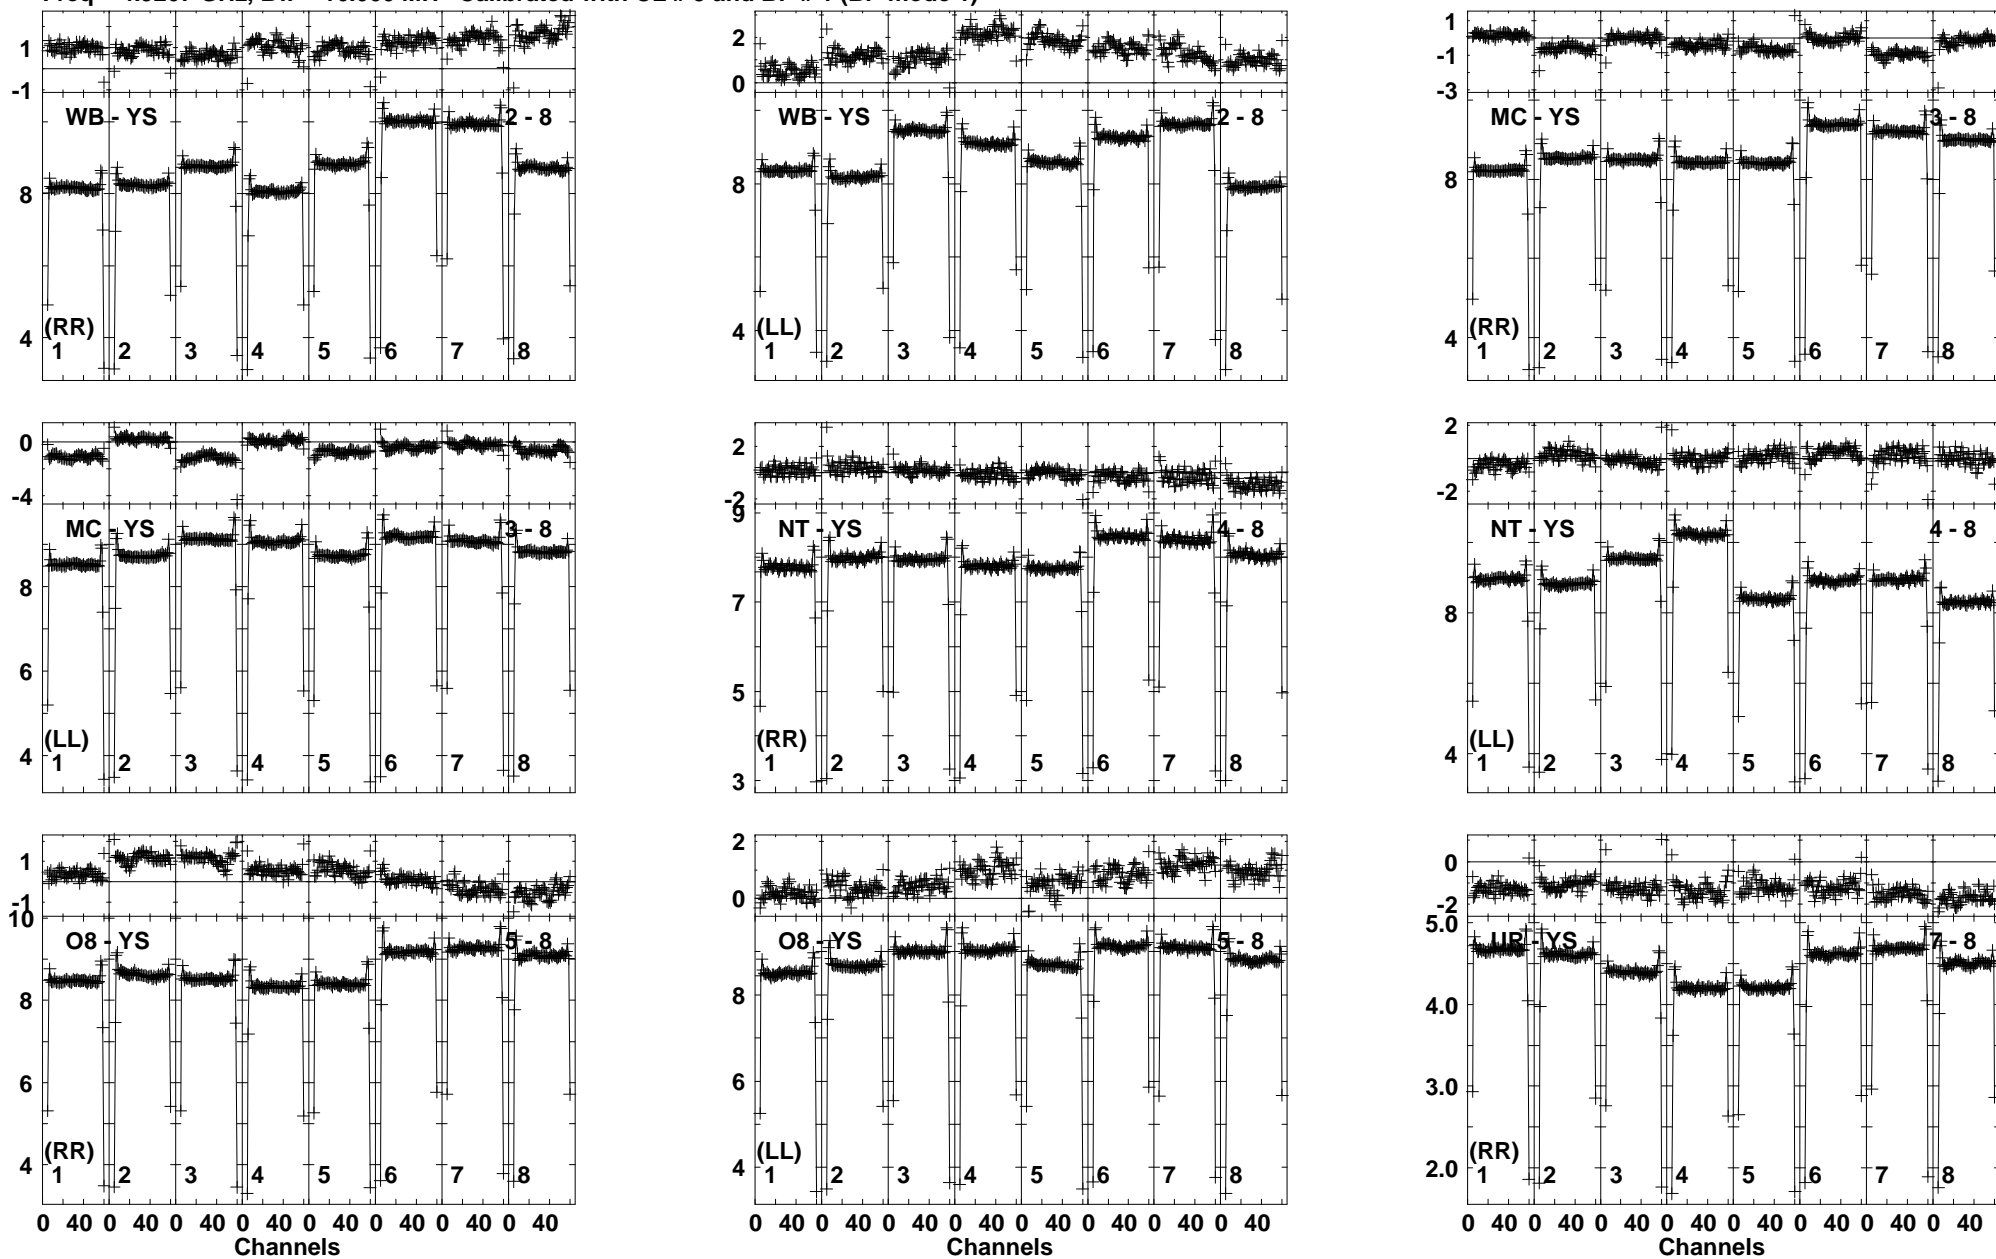 1 2 1
1 -1
-1 0 -3
WB - YS 2 - 8 WB - YS 2 - 8 MC - YS 3 - 8
8 8 8
4 (RR) 4 (LL) 4 (RR)
1 2 3 4 5 6 7 8 1 2 3 4 5 6 7 8 1 2 3 4 5 6 7 8
0 2 2
-4 -2 -2
MC - YS 3 - 8 9 NT - YS 4 - 8 NT - YS 4 - 8
8 7 8
6 5
4 (LL) 3 (RR) 4 (LL)
1 2 3 4 5 6 7 8 1 2 3 4 5 6 7 8 1 2 3 4 5 6 7 8
1 2 0
-1 0 -2
10 O8 - YS 5 - 8 O8 - YS 5 - 8 5.0 UR - YS 7 - 8
8 8 4.0
6 6 3.0
4 (RR) 4 (LL) 2.0 (RR)
1 2 3 4 5 6 7 8 1 2 3 4 5 6 7 8 1 2 3 4 5 6 7 8
0 40 0 40 0 40 0 40 0 40 0 40 0 40 0 40 0 40 0 40 0 40 0 40 0 40 0 40 0 40 0 40 0 40 0 40 0 40 0 40 0 40 0 40 0 40 0 40
Channels Channels Channels